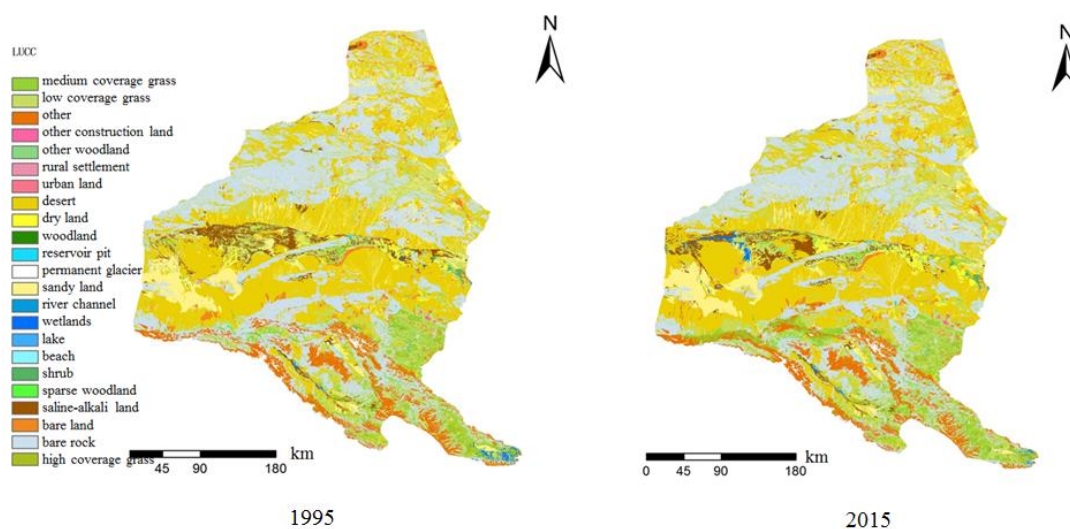 N
N
LUCC
medium coverage grass
low coverage grass
other
other construction land
other woodland
rural settlement
urban land
desert
dry land
woodland
reservoir pit
permanent glacier
sandy land
river channel
wetlands
lake
beach
shrub
sparse woodland
saline-alkali land
bare land
bare rock
high coverage grass
km
45 90 180
km
0 45 90 180
1995
2015